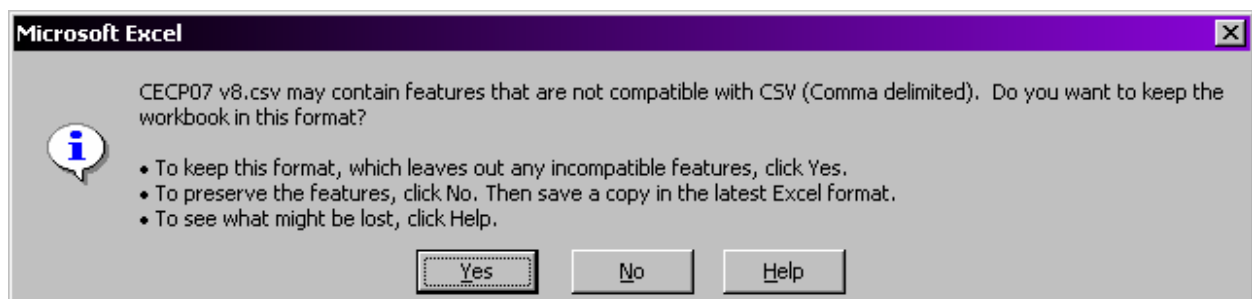 Microsoft Excel
CECP07 v8.csv may contain features that are not compatible with CSV (Comma delimited).  Do you want to keep the
workbook in this format?
• To keep this format, which leaves out any incompatible features, click Yes.
• To preserve the features, click No. Then save a copy in the latest Excel format.
• To see what might be lost, click Help.
Yes No Help